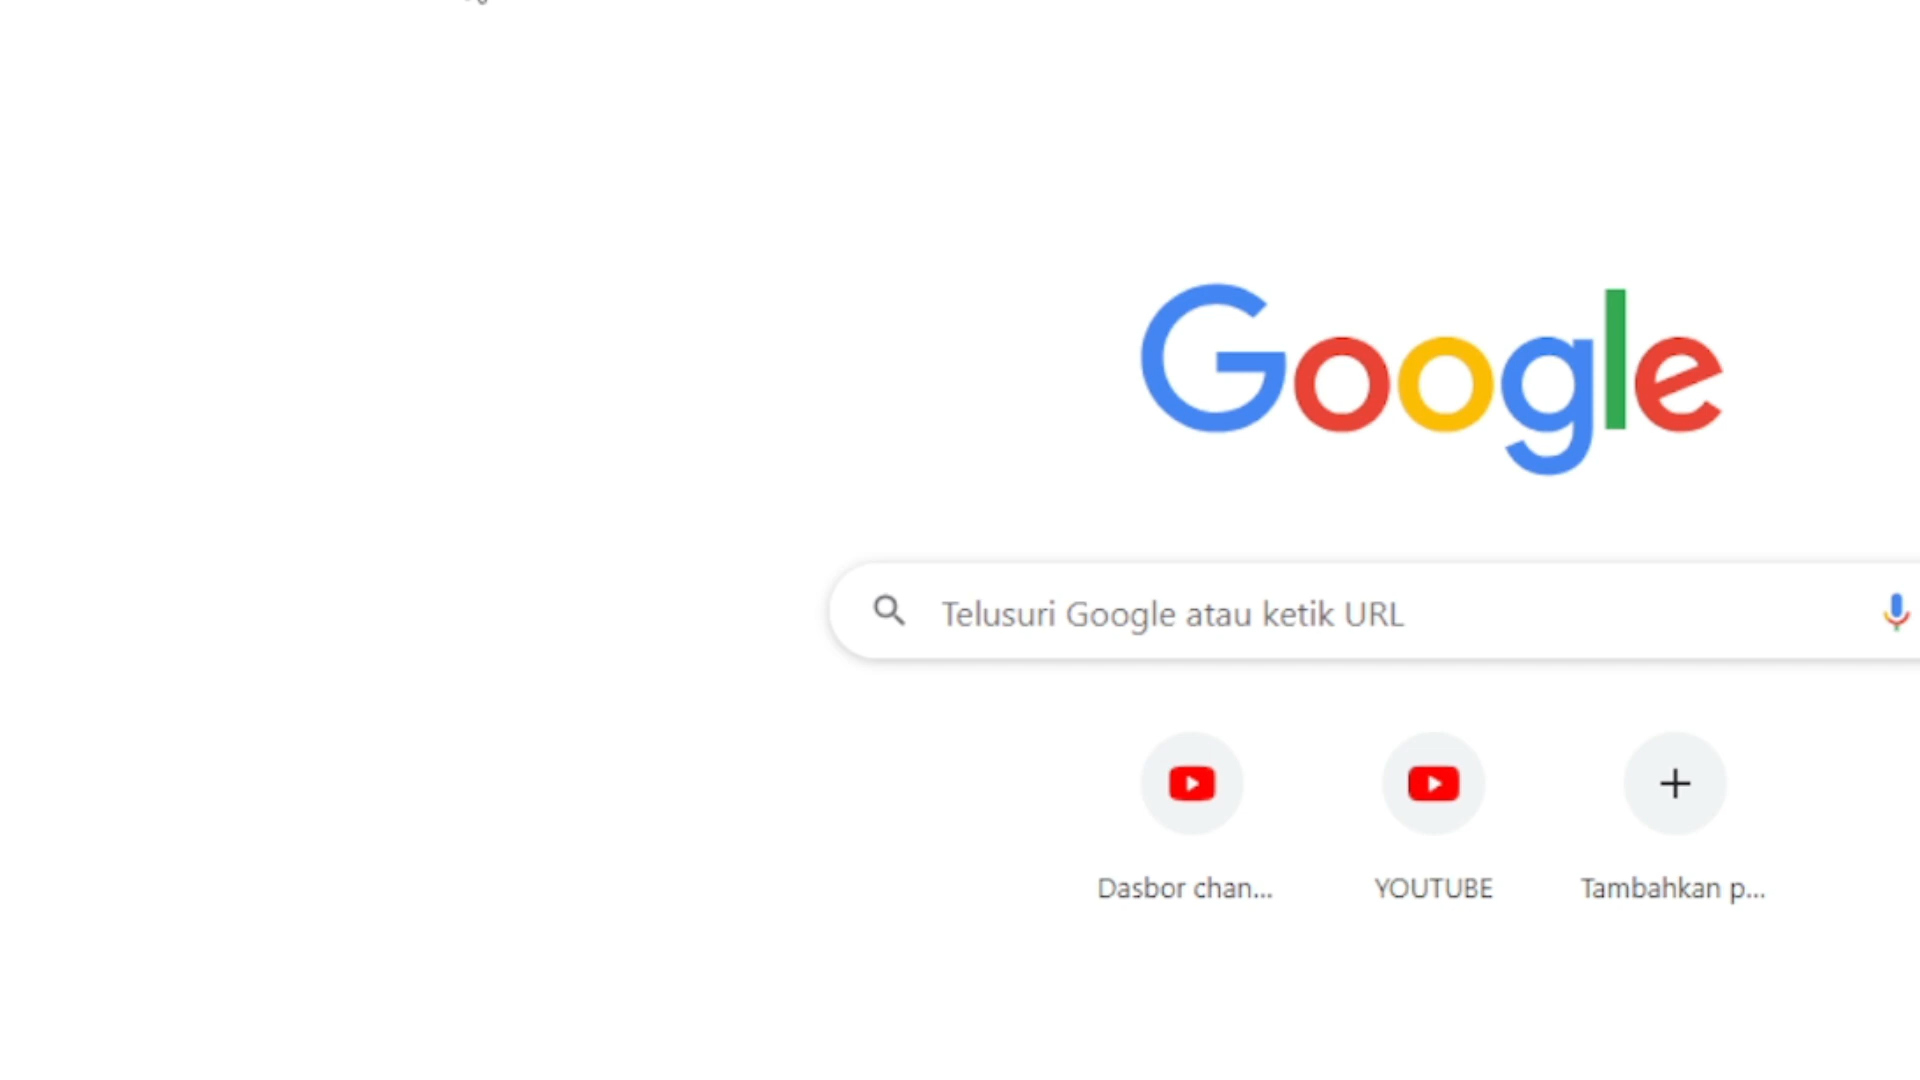 Google
Telusuri Google atau ketik URL
Dasbor chan...
YOUTUBE
Tambahkan p...